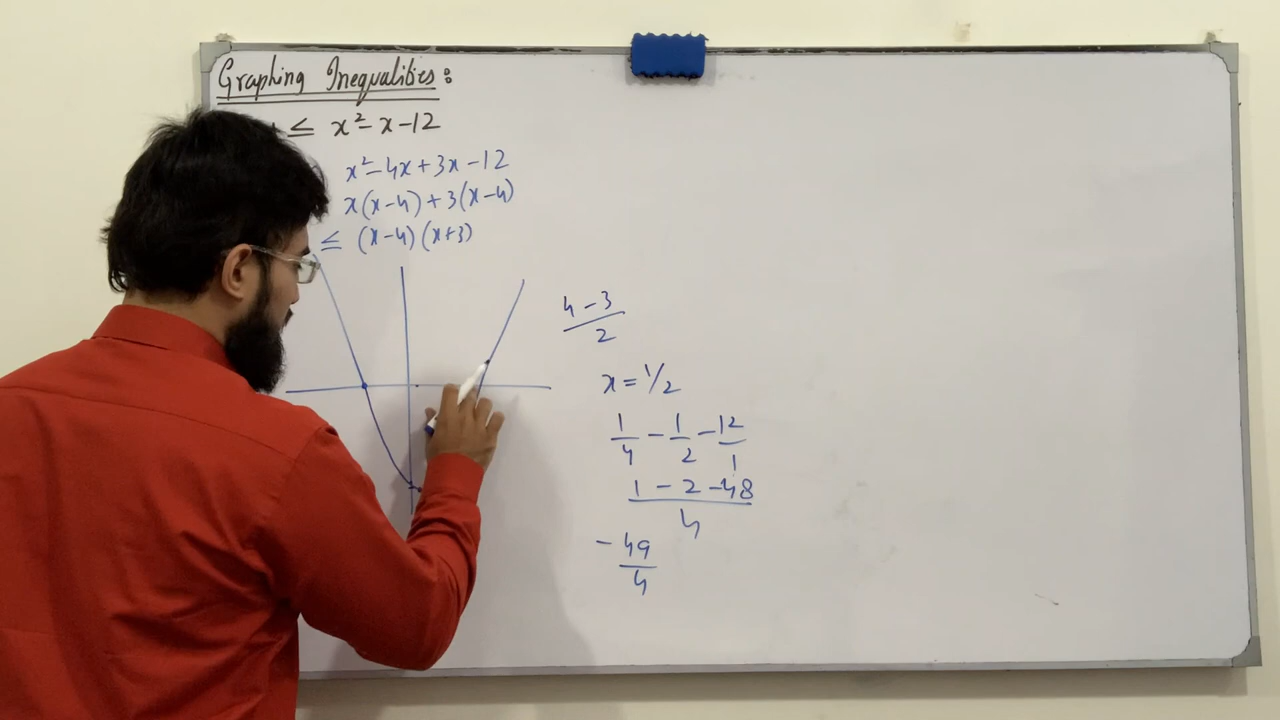 Graphing Inequalities:
≤ x² - x - 12
x² - 4x + 3x - 12
x(x-4) + 3(x-4)
≤ (x-4)(x+3)
4 - 3
2
x = 1/2
1/4 - 1/2 - 12/1
1 - 2 - 48
4
- 49/4